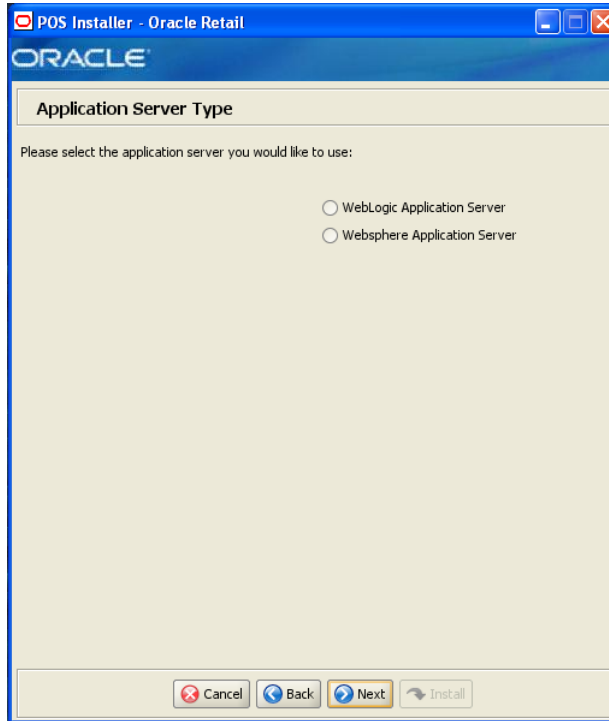 POS Installer - Oracle Retail
ORACLE
Application Server Type
Please select the application server you would like to use:
WebLogic Application Server
Websphere Application Server
Cancel Back Next Install